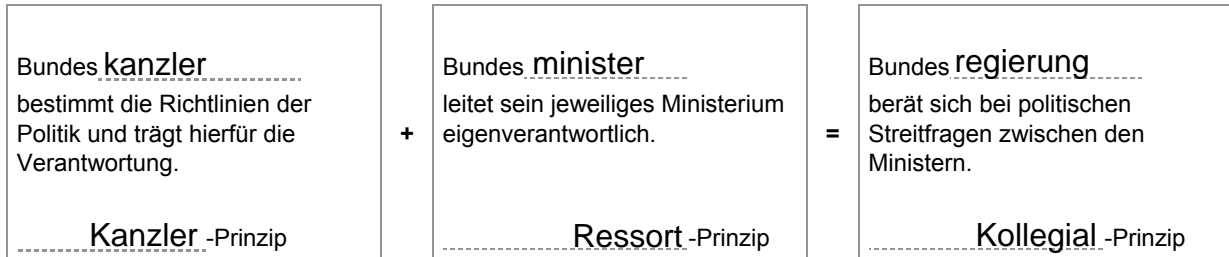 Bundes kanzler
bestimmt die Richtlinien der
Politik und trägt hierfür die
Verantwortung.
Kanzler -Prinzip
+
Bundes minister
leitet sein jeweiliges Ministerium
eigenverantwortlich.
Ressort -Prinzip
=
Bundes regierung
berät sich bei politischen
Streitfragen zwischen den
Ministern.
Kollegial -Prinzip